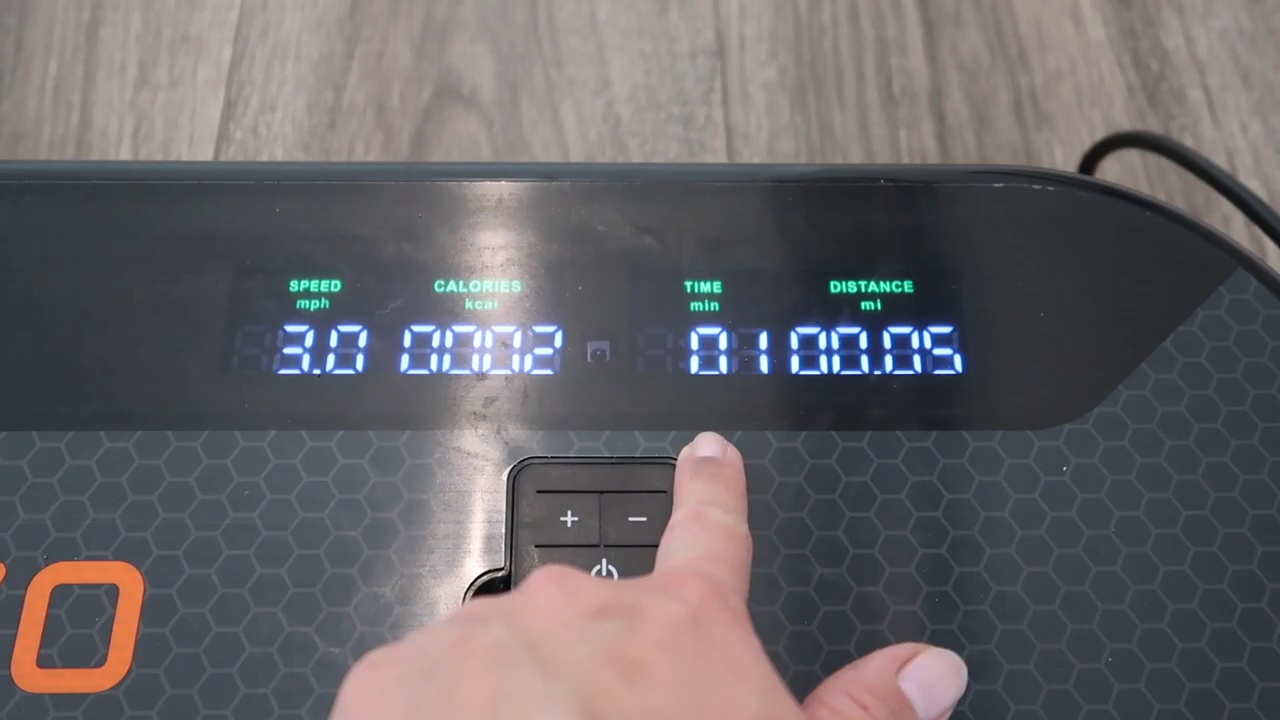 SPEED CALORIES TIME DISTANCE
mph kcal min mi
3.0 0002 01 00.05
+ −
O